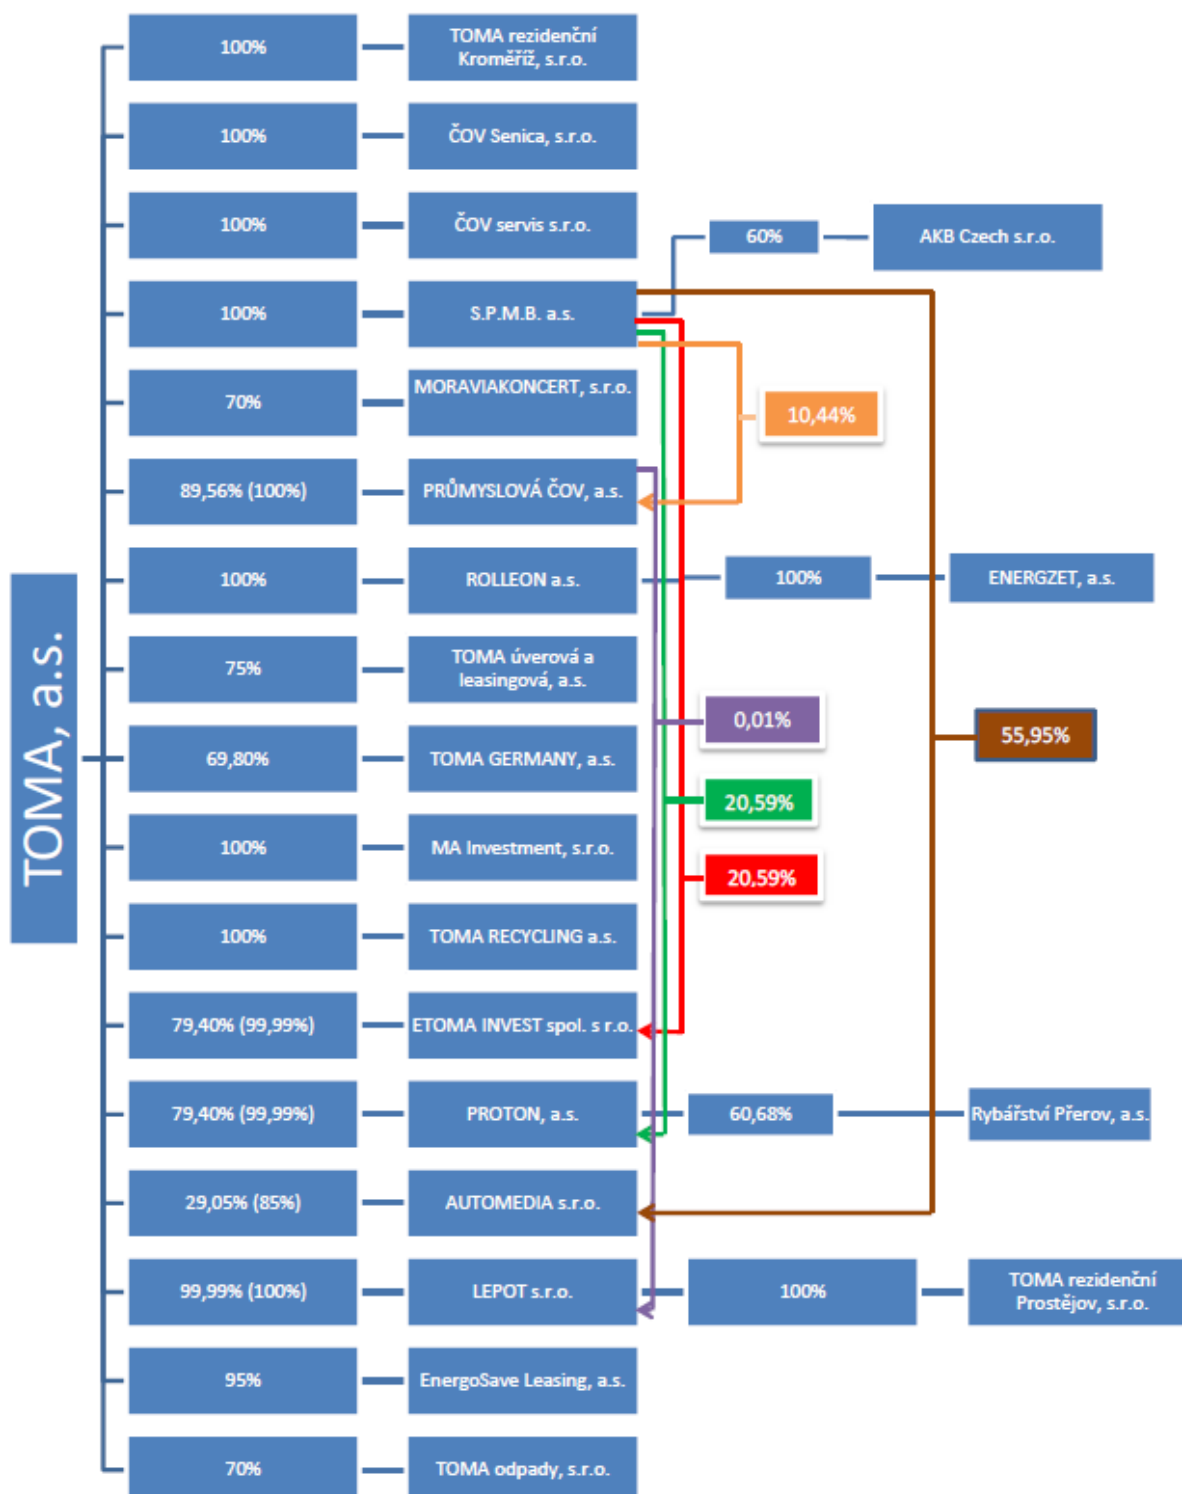 TOMA, a.s.
100%
TOMA rezidenční
Kroměříž, s.r.o.
100%
ČOV Senica, s.r.o.
100%
ČOV servis s.r.o.
60%
AKB Czech s.r.o.
100%
S.P.M.B. a.s.
70%
MORAVIAKONCERT, s.r.o.
10,44%
89,56% (100%)
PRŮMYSLOVÁ ČOV, a.s.
100%
ROLLEON a.s.
100%
ENERGZET, a.s.
75%
TOMA úverová a
leasingová, a.s.
0,01%
55,95%
69,80%
TOMA GERMANY, a.s.
20,59%
100%
MA Investment, s.r.o.
20,59%
100%
TOMA RECYCLING a.s.
79,40% (99,99%)
ETOMA INVEST spol. s r.o.
79,40% (99,99%)
PROTON, a.s.
60,68%
Rybářství Přerov, a.s.
29,05% (85%)
AUTOMEDIA s.r.o.
99,99% (100%)
LEPOT s.r.o.
100%
TOMA rezidenční
Prostějov, s.r.o.
95%
EnergoSave Leasing, a.s.
70%
TOMA odpady, s.r.o.